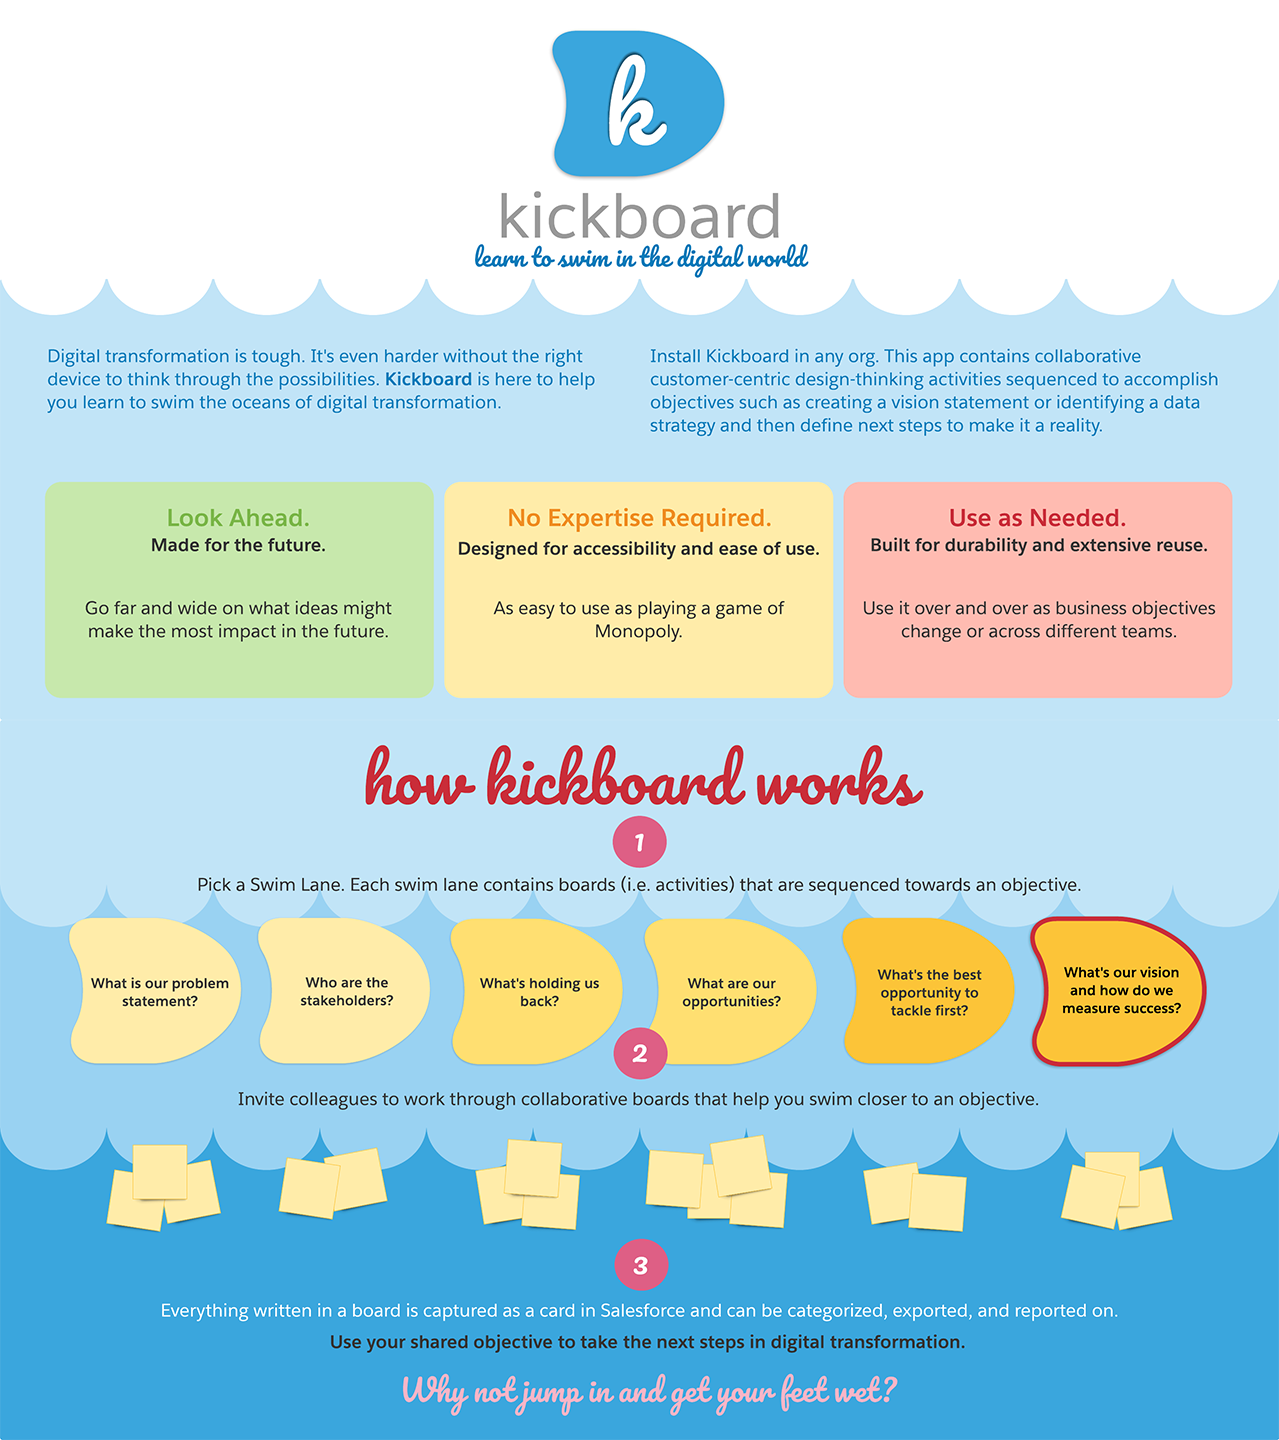 k
kickboard
learn to swim in the digital world
Digital transformation is tough. It's even harder without the right
device to think through the possibilities. Kickboard is here to help
you learn to swim the oceans of digital transformation.
Install Kickboard in any org. This app contains collaborative
customer-centric design-thinking activities sequenced to accomplish
objectives such as creating a vision statement or identifying a data
strategy and then define next steps to make it a reality.
Look Ahead.
Made for the future.
Go far and wide on what ideas might
make the most impact in the future.
No Expertise Required.
Designed for accessibility and ease of use.
As easy to use as playing a game of
Monopoly.
Use as Needed.
Built for durability and extensive reuse.
Use it over and over as business objectives
change or across different teams.
how kickboard works
1
Pick a Swim Lane. Each swim lane contains boards (i.e. activities) that are sequenced towards an objective.
What is our problem
statement?
Who are the
stakeholders?
What's holding us
back?
What are our
opportunities?
What's the best
opportunity to
tackle first?
What's our vision
and how do we
measure success?
2
Invite colleagues to work through collaborative boards that help you swim closer to an objective.
3
Everything written in a board is captured as a card in Salesforce and can be categorized, exported, and reported on.
Use your shared objective to take the next steps in digital transformation.
Why not jump in and get your feet wet?